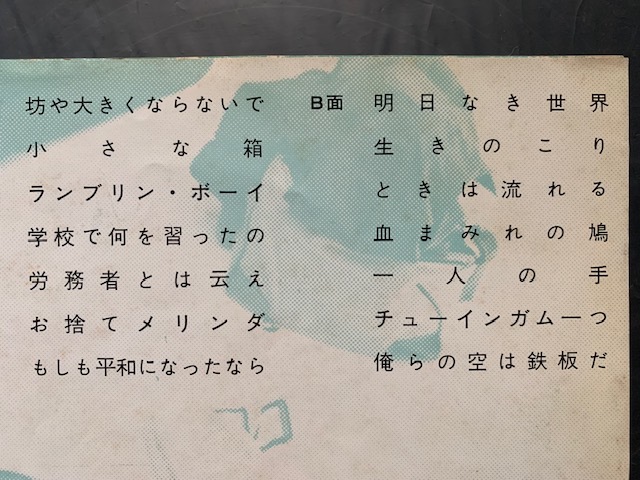 坊や大きくならないで
小さな箱
ランブリン・ボーイ
学校で何を習ったの
労務者とは云え
お捨てメリンダ
もしも平和になったなら
B面
明日なき世界
生きのこり
ときは流れる
血まみれの鳩
一人の手
チューインガム一つ
俺らの空は鉄板だ